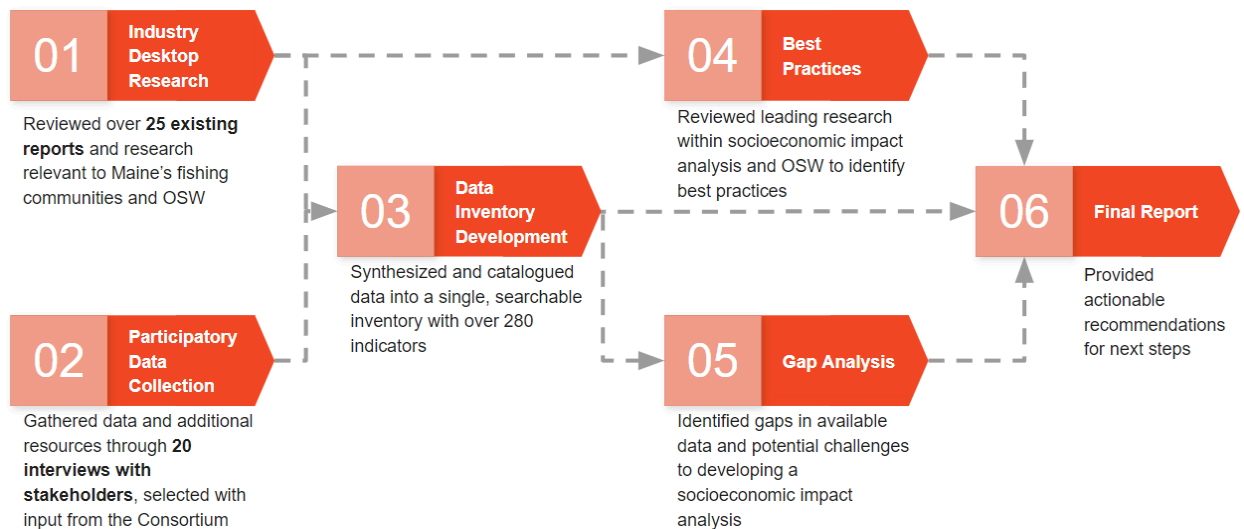 01
Industry
Desktop
Research
Reviewed over 25 existing
reports and research
relevant to Maine's fishing
communities and OSW
02
Participatory
Data
Collection
Gathered data and additional
resources through 20
interviews with
stakeholders, selected with
input from the Consortium
03
Data
Inventory
Development
Synthesized and catalogued
data into a single, searchable
inventory with over 280
indicators
04
Best
Practices
Reviewed leading research
within socioeconomic impact
analysis and OSW to identify
best practices
05
Gap Analysis
Identified gaps in available
data and potential challenges
to developing a
socioeconomic impact
analysis
06
Final Report
Provided
actionable
recommendations
for next steps